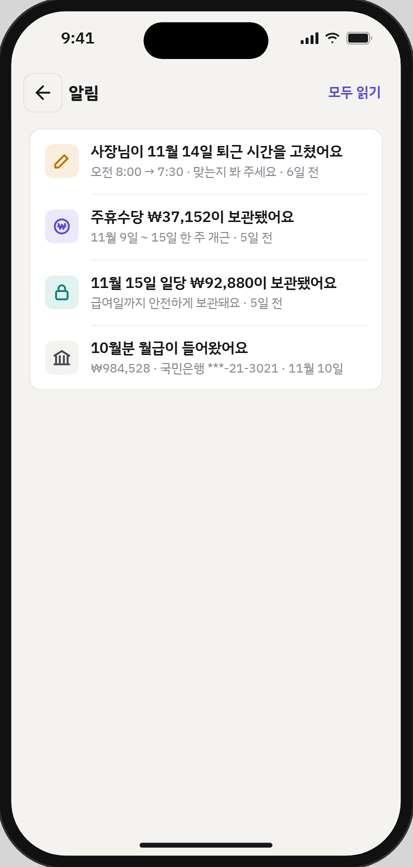 9:41
알림
모두 읽기
사장님이 11월 14일 퇴근 시간을 고쳤어요
오전 8:00 → 7:30 · 맞는지 봐 주세요 · 6일 전
주휴수당 ₩37,152이 보관됐어요
11월 9일 ~ 15일 한 주 개근 · 5일 전
11월 15일 일당 ₩92,880이 보관됐어요
급여일까지 안전하게 보관돼요 · 5일 전
10월분 월급이 들어왔어요
₩984,528 · 국민은행 ***-21-3021 · 11월 10일